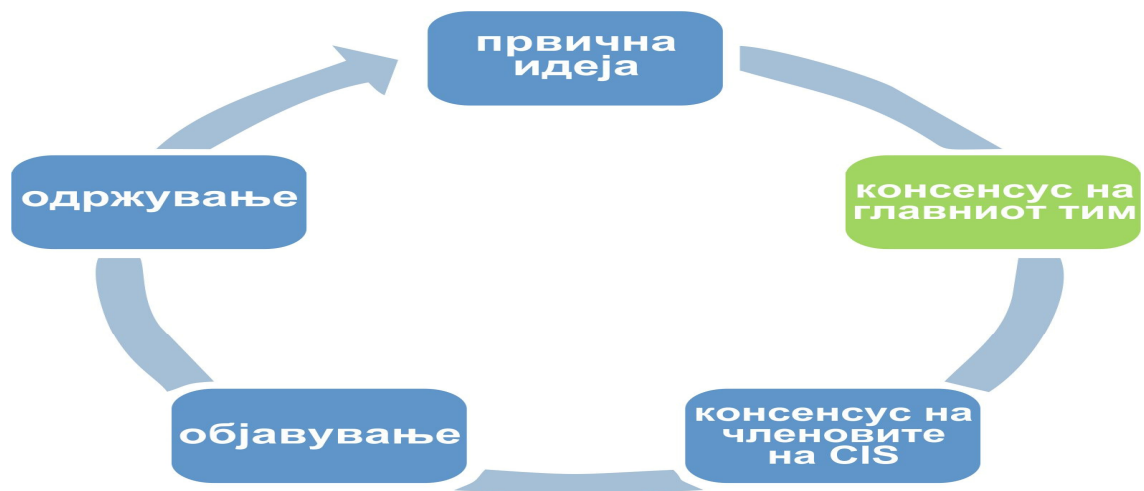 првична
идеја
консенсус на
главниот тим
консенсус на
членовите
на CIS
објавување
одржување